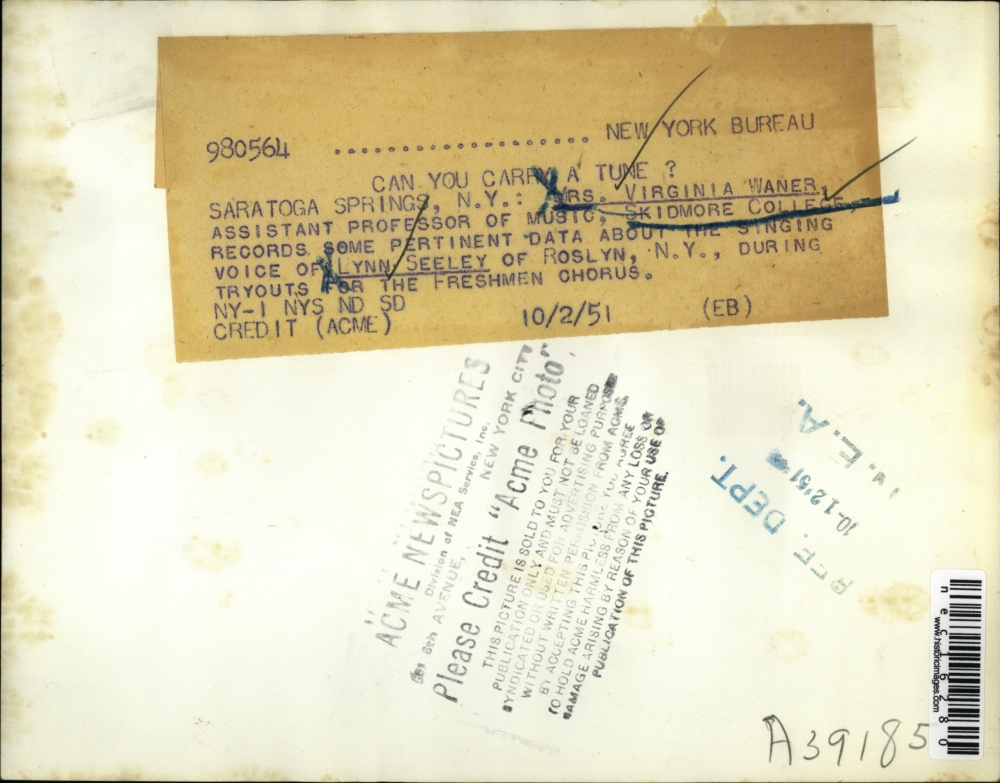 980564 ................... NEW YORK BUREAU
CAN YOU CARRY A TUNE ?
SARATOGA SPRINGS, N.Y.: MRS. VIRGINIA WANER,
ASSISTANT PROFESSOR OF MUSIC, SKIDMORE COLLEGE,
RECORDS SOME PERTINENT DATA ABOUT THE SINGING
VOICE OF LYNN SEELEY OF ROSLYN, N.Y., DURING
TRYOUTS FOR THE FRESHMEN CHORUS.
NY-1 NYS ND SD
CREDIT (ACME) 10/2/51 (EB)
ACME NEWSPICTURES
Division of NEA Service, Inc.
8th AVENUE, NEW YORK CITY
Please Credit "Acme Photo"
THIS PICTURE IS SOLD TO YOU FOR YOUR
PUBLICATION ONLY AND MUST NOT BE LOANED
SYNDICATED OR USED FOR ADVERTISING PURPOSE
WITHOUT WRITTEN PERMISSION FROM ACME.
BY ACCEPTING THIS YOU AGREE
TO HOLD ACME HARMLESS FROM ANY LOSS OR
DAMAGE ARISING BY REASON OF YOUR USE OF
PUBLICATION OF THIS PICTURE.
N. E. A.
10-12-51
REF. DEPT.
nec16280
www.historicimages.com
A39185